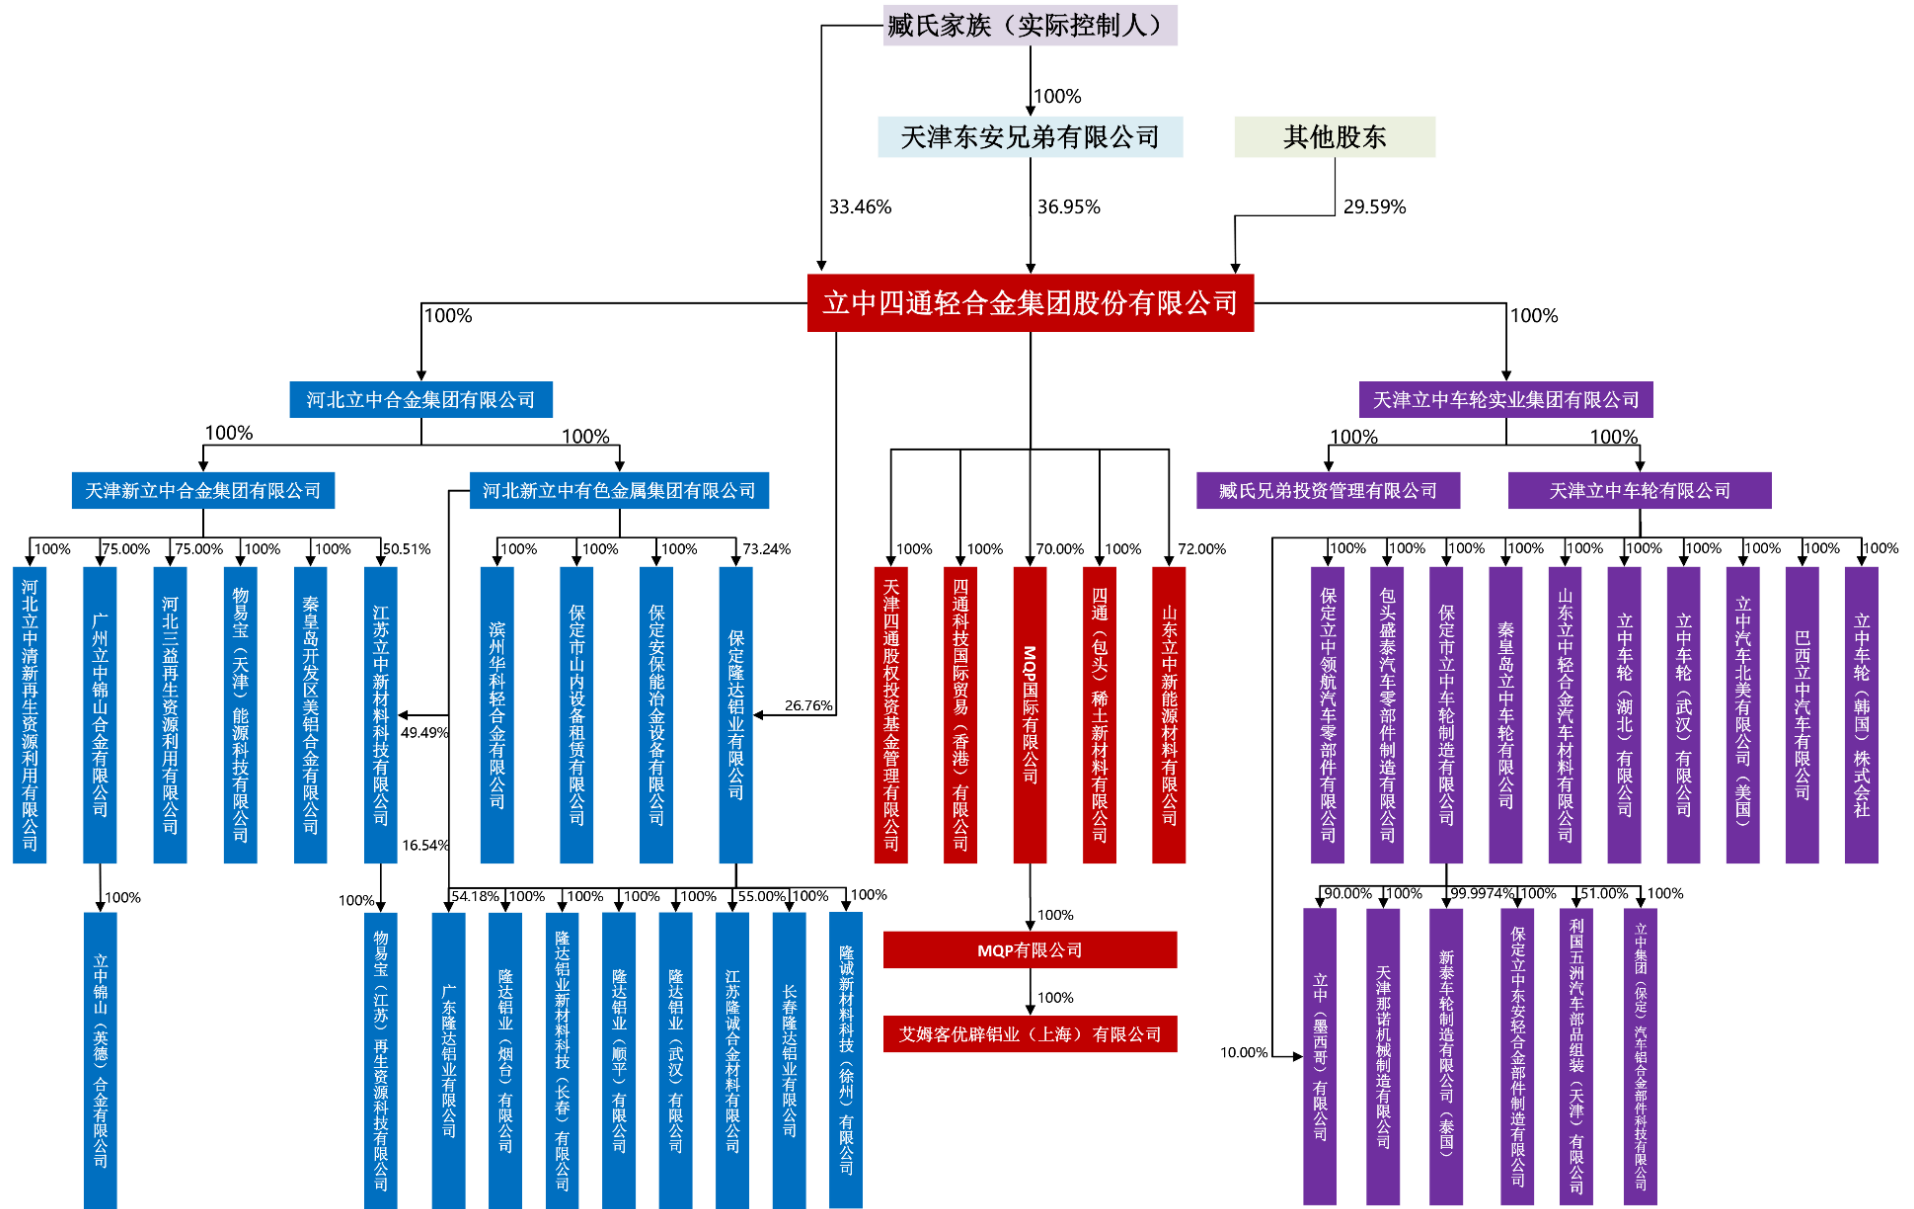 臧氏家族（实际控制人）
100%
天津东安兄弟有限公司
其他股东
33.46%
36.95%
29.59%
立中四通轻合金集团股份有限公司
100%
100%
河北立中合金集团有限公司
天津立中车轮实业集团有限公司
100%
100%
100%
100%
天津新立中合金集团有限公司
河北新立中有色金属集团有限公司
臧氏兄弟投资管理有限公司
天津立中车轮有限公司
100%
75.00%
75.00%
100%
100%
50.51%
100%
100%
100%
73.24%
100%
100%
70.00%
100%
72.00%
100%
100%
100%
100%
100%
100%
100%
100%
100%
100%
河北立中清新再生资源利用有限公司
广州立中锦山合金有限公司
河北三益再生资源利用有限公司
物易宝（天津）能源科技有限公司
秦皇岛开发区美铝合金有限公司
江苏立中新材料科技有限公司
滨州华科轻合金有限公司
保定市山内设备租赁有限公司
保定安保能冶金设备有限公司
保定隆达铝业有限公司
天津四通股权投资基金管理有限公司
四通科技国际贸易（香港）有限公司
MQP国际有限公司
四通（包头）稀土新材料有限公司
山东立中新能源材料有限公司
保定立中领航汽车零部件有限公司
包头盛泰汽车零部件制造有限公司
保定市立中车轮制造有限公司
秦皇岛立中车轮有限公司
山东立中轻合金汽车材料有限公司
立中车轮（湖北）有限公司
立中车轮（武汉）有限公司
立中汽车北美有限公司（美国）
巴西立中汽车有限公司
立中车轮（韩国）株式会社
26.76%
49.49%
16.54%
100%
100%
54.18%
100%
100%
100%
100%
55.00%
100%
100%
100%
90.00%
100%
99.9974%
100%
51.00%
100%
立中锦山（英德）合金有限公司
物易宝（江苏）再生资源科技有限公司
广东隆达铝业有限公司
隆达铝业（烟台）有限公司
隆达铝业新材料科技（长春）有限公司
隆达铝业（顺平）有限公司
隆达铝业（武汉）有限公司
江苏隆诚合金材料有限公司
长春隆达铝业有限公司
隆诚新材料科技（徐州）有限公司
MQP有限公司
100%
艾姆客优辟铝业（上海）有限公司
10.00%
立中（墨西哥）有限公司
天津那诺机械制造有限公司
新泰车轮制造有限公司（泰国）
保定立中东安轻合金部件制造有限公司
利国五洲汽车部品组装（天津）有限公司
立中集团（保定）汽车铝合金部件科技有限公司